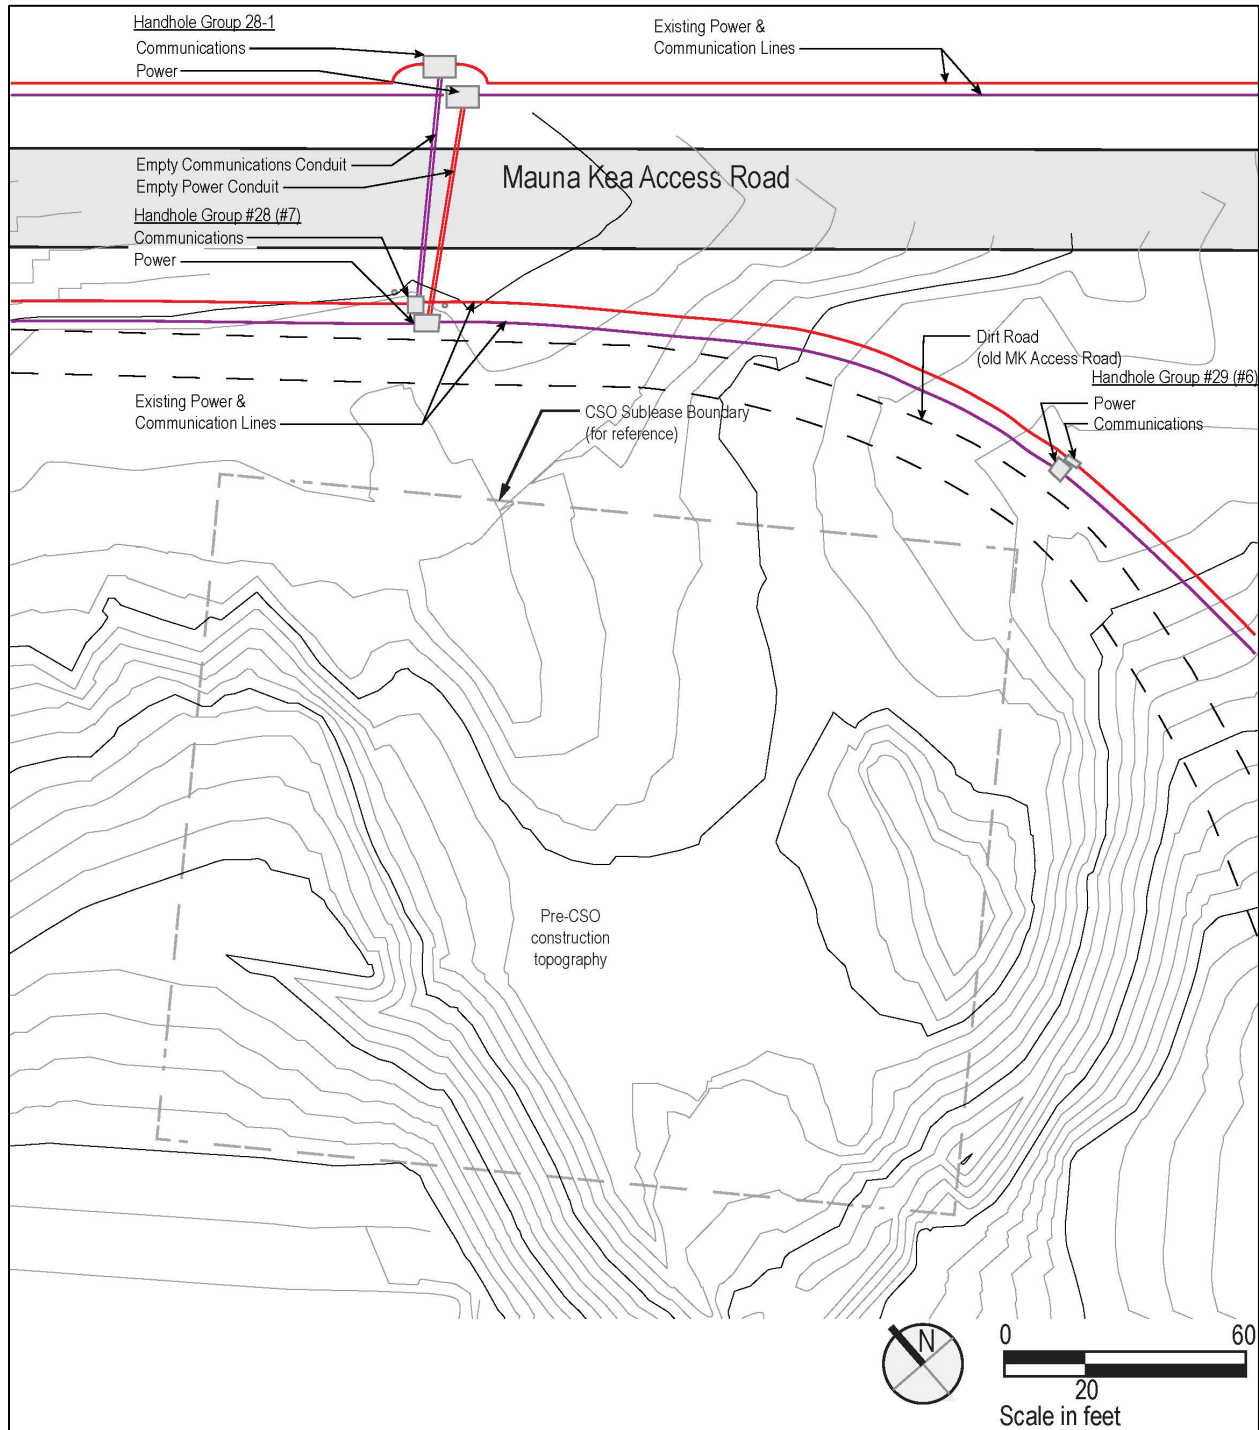 Handhole Group 28-1
Communications
Power
Existing Power &
Communication Lines
Empty Communications Conduit
Empty Power Conduit
Mauna Kea Access Road
Handhole Group #28 (#7)
Communications
Power
Dirt Road
(old MK Access Road)
Handhole Group #29 (#6)
Power
Communications
Existing Power &
Communication Lines
CSO Sublease Boundary
(for reference)
Pre-CSO
construction
topography
N
0
60
20
Scale in feet